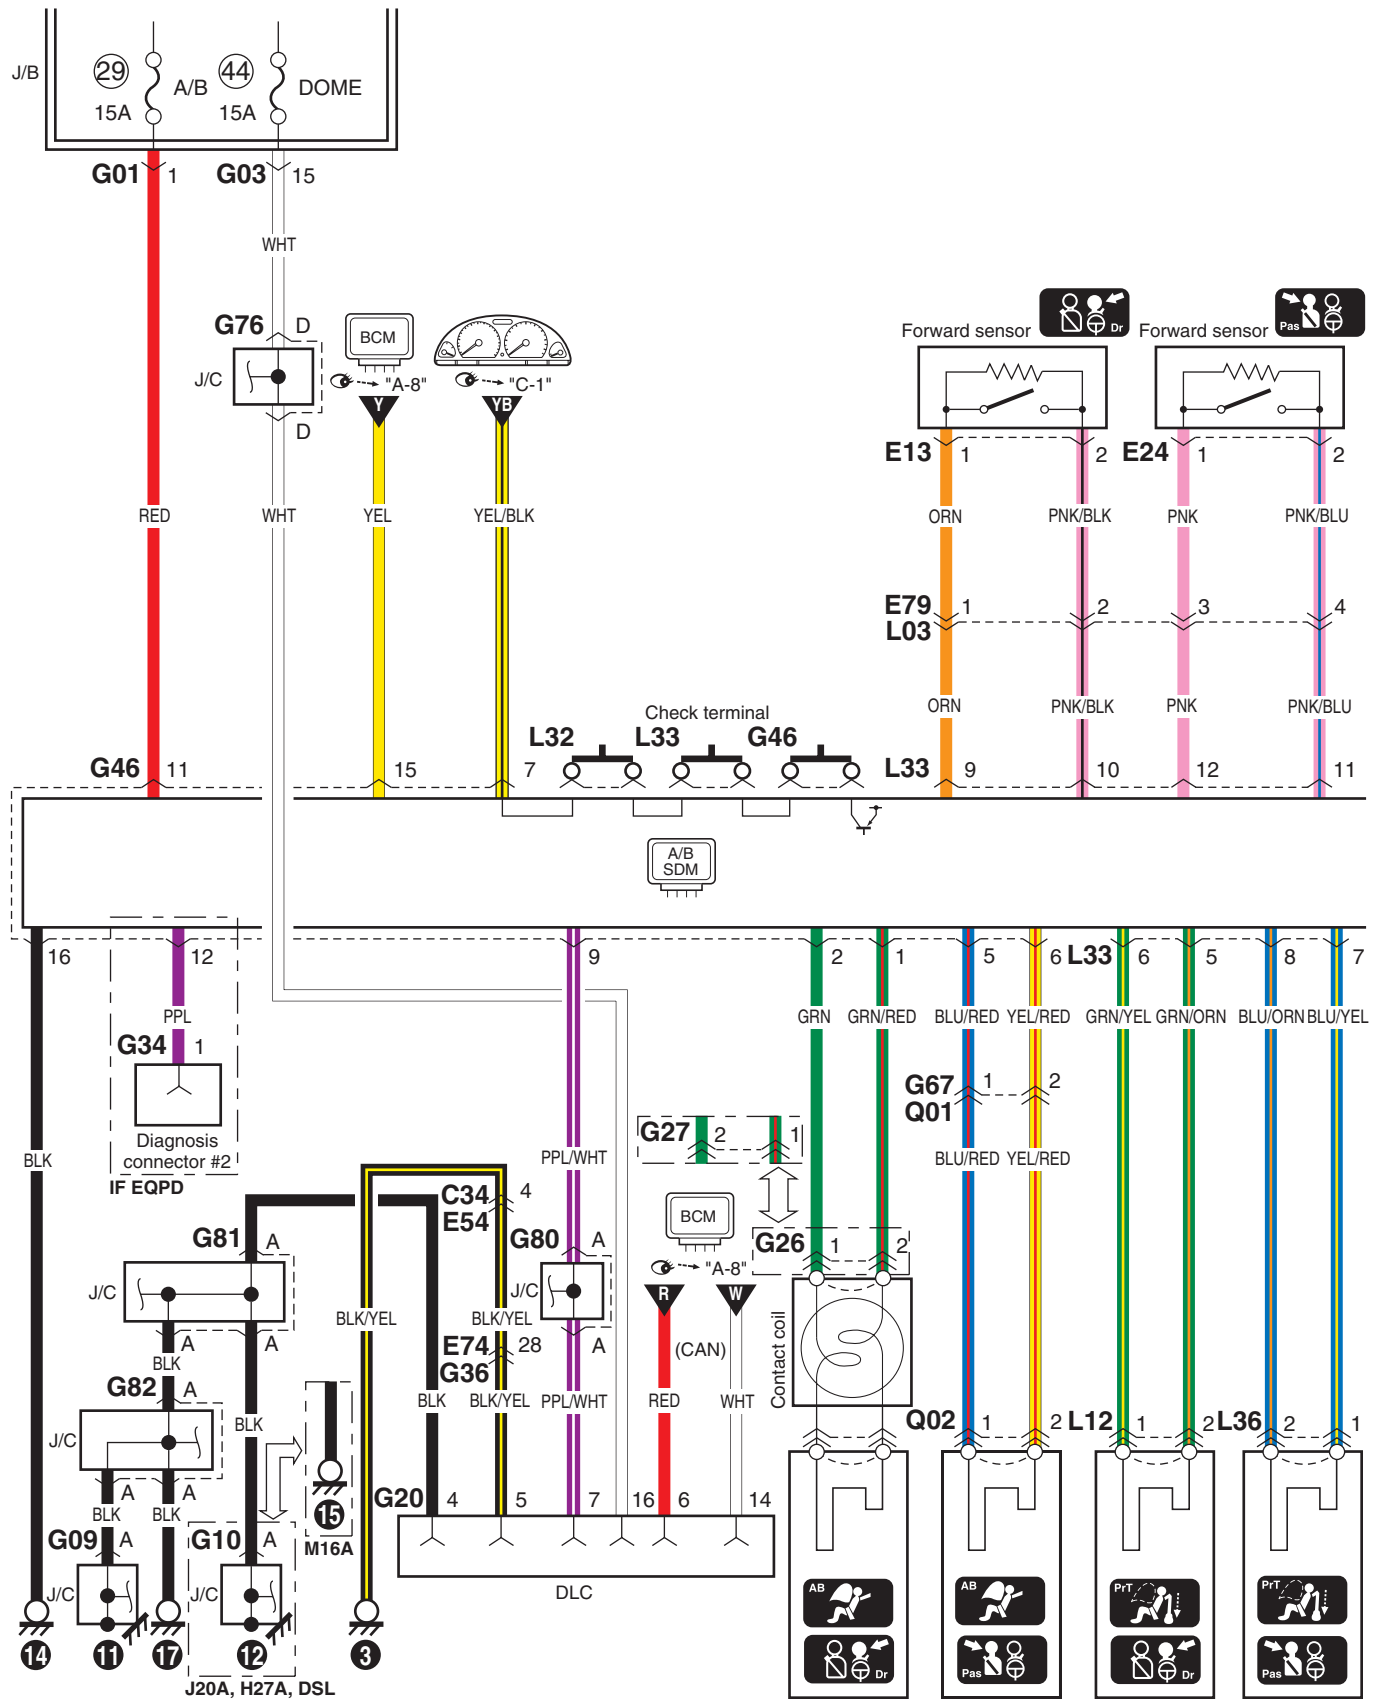 J/B
29
15A
A/B
44
15A
DOME
G01 1
G03 15
WHT
G76 D
J/C
D
BCM
"A-8"
Y
"C-1"
YB
Forward sensor
Dr
Forward sensor
Pas
E13 1 2
E24 1 2
RED
WHT
YEL
YEL/BLK
ORN
PNK/BLK
PNK
PNK/BLU
E79 1 2 3 4
L03
ORN
PNK/BLK
PNK
PNK/BLU
Check terminal
L32 L33 G46
G46 11
15
7
L33 9 10 12 11
A/B
SDM
16
12
9
2
1
5
6
L33 6 5 8 7
PPL
GRN
GRN/RED
BLU/RED
YEL/RED
GRN/YEL
GRN/ORN
BLU/ORN
BLU/YEL
G34 1
Diagnosis
connector #2
IF EQPD
G67 1 2
Q01
G27 2 1
BLK
PPL/WHT
BLU/RED
YEL/RED
C34 4
E54
BCM
"A-8"
G81 A
G80 A
G26 1 2
J/C
J/C
R
W
A A
BLK/YEL
BLK/YEL
A
(CAN)
Contact coil
E74 28
G36
BLK
G82 A
BLK
BLK
BLK/YEL
PPL/WHT
RED
WHT
J/C
Q02 1 2
L12 1 2
L36 2 1
A A
BLK
BLK
15
M16A
G20 4 5 7 16 6 14
DLC
G09 A
G10 A
J/C
J/C
14
11
17
12
3
J20A, H27A, DSL
AB
Dr
AB
Pas
PrT
Dr
PrT
Pas